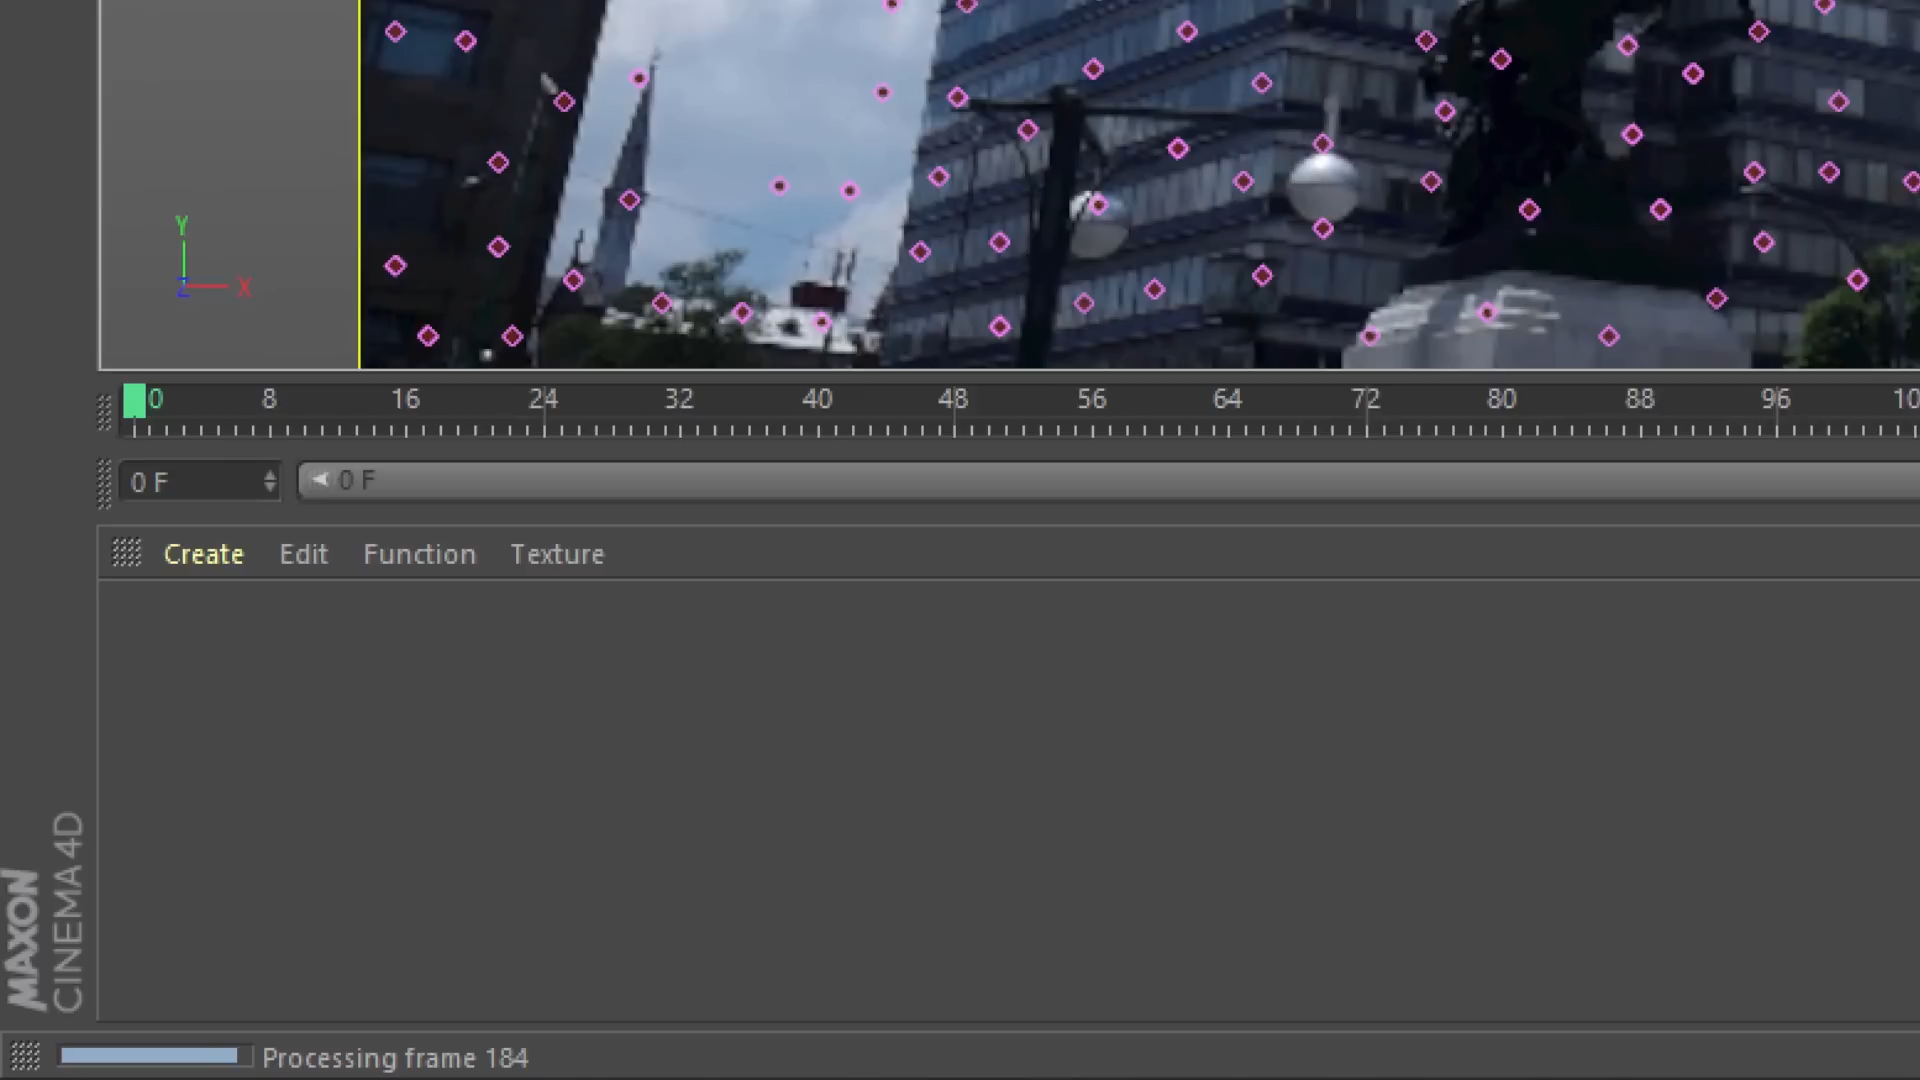 Y
Z X
0 8 16 24 32 40 48 56 64 72 80 88 96 10
0 F 0 F
Create Edit Function Texture
MAXON
CINEMA 4D
Processing frame 184